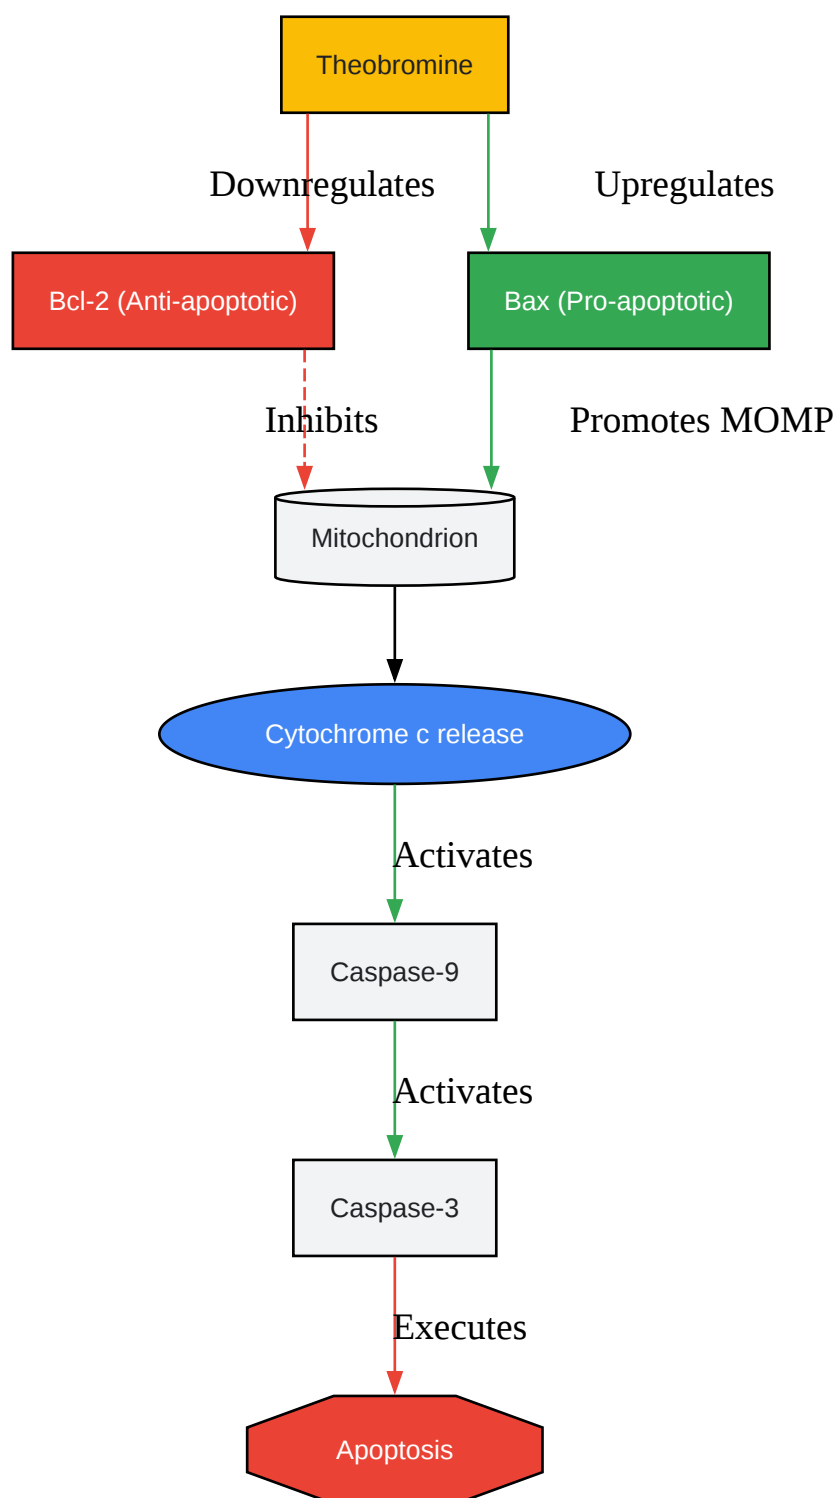 Theobromine
Downregulates
Upregulates
Bcl-2 (Anti-apoptotic)
Bax (Pro-apoptotic)
Inhibits
Promotes MOMP
Mitochondrion
Cytochrome c release
Activates
Caspase-9
Activates
Caspase-3
Executes
Apoptosis